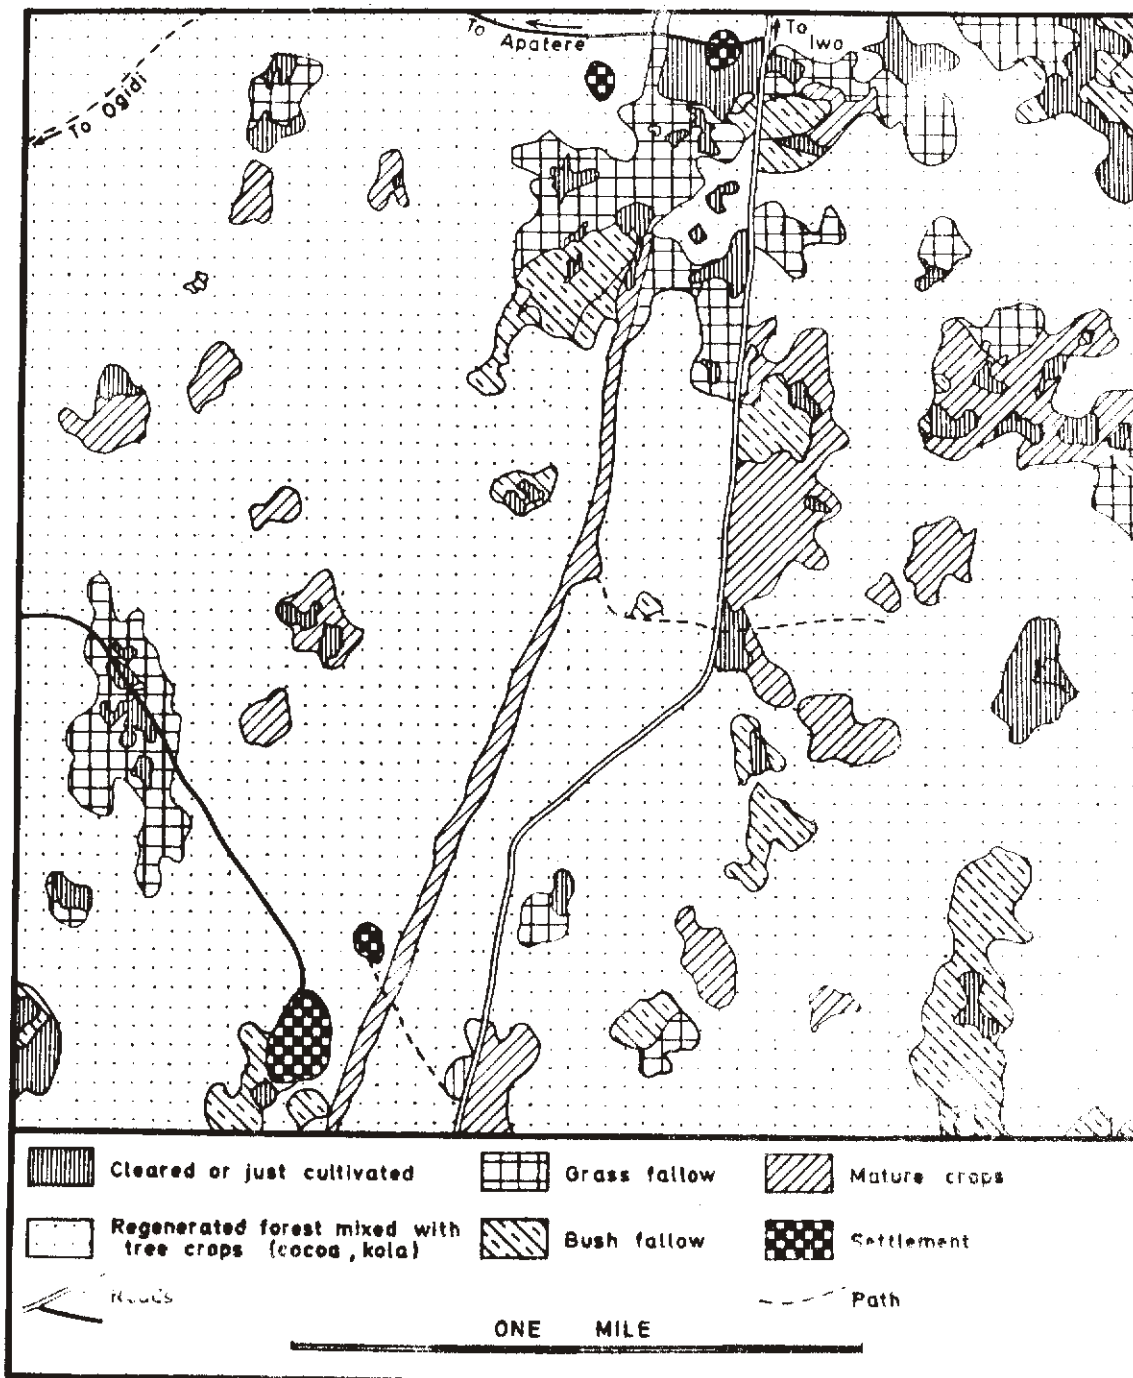 To Apatere
To Iwo
To Ogidi
Cleared or just cultivated
Grass fallow
Mature crops
Regenerated forest mixed with
tree crops (cocoa, kola)
Bush fallow
Settlement
Roads
Path
ONE MILE